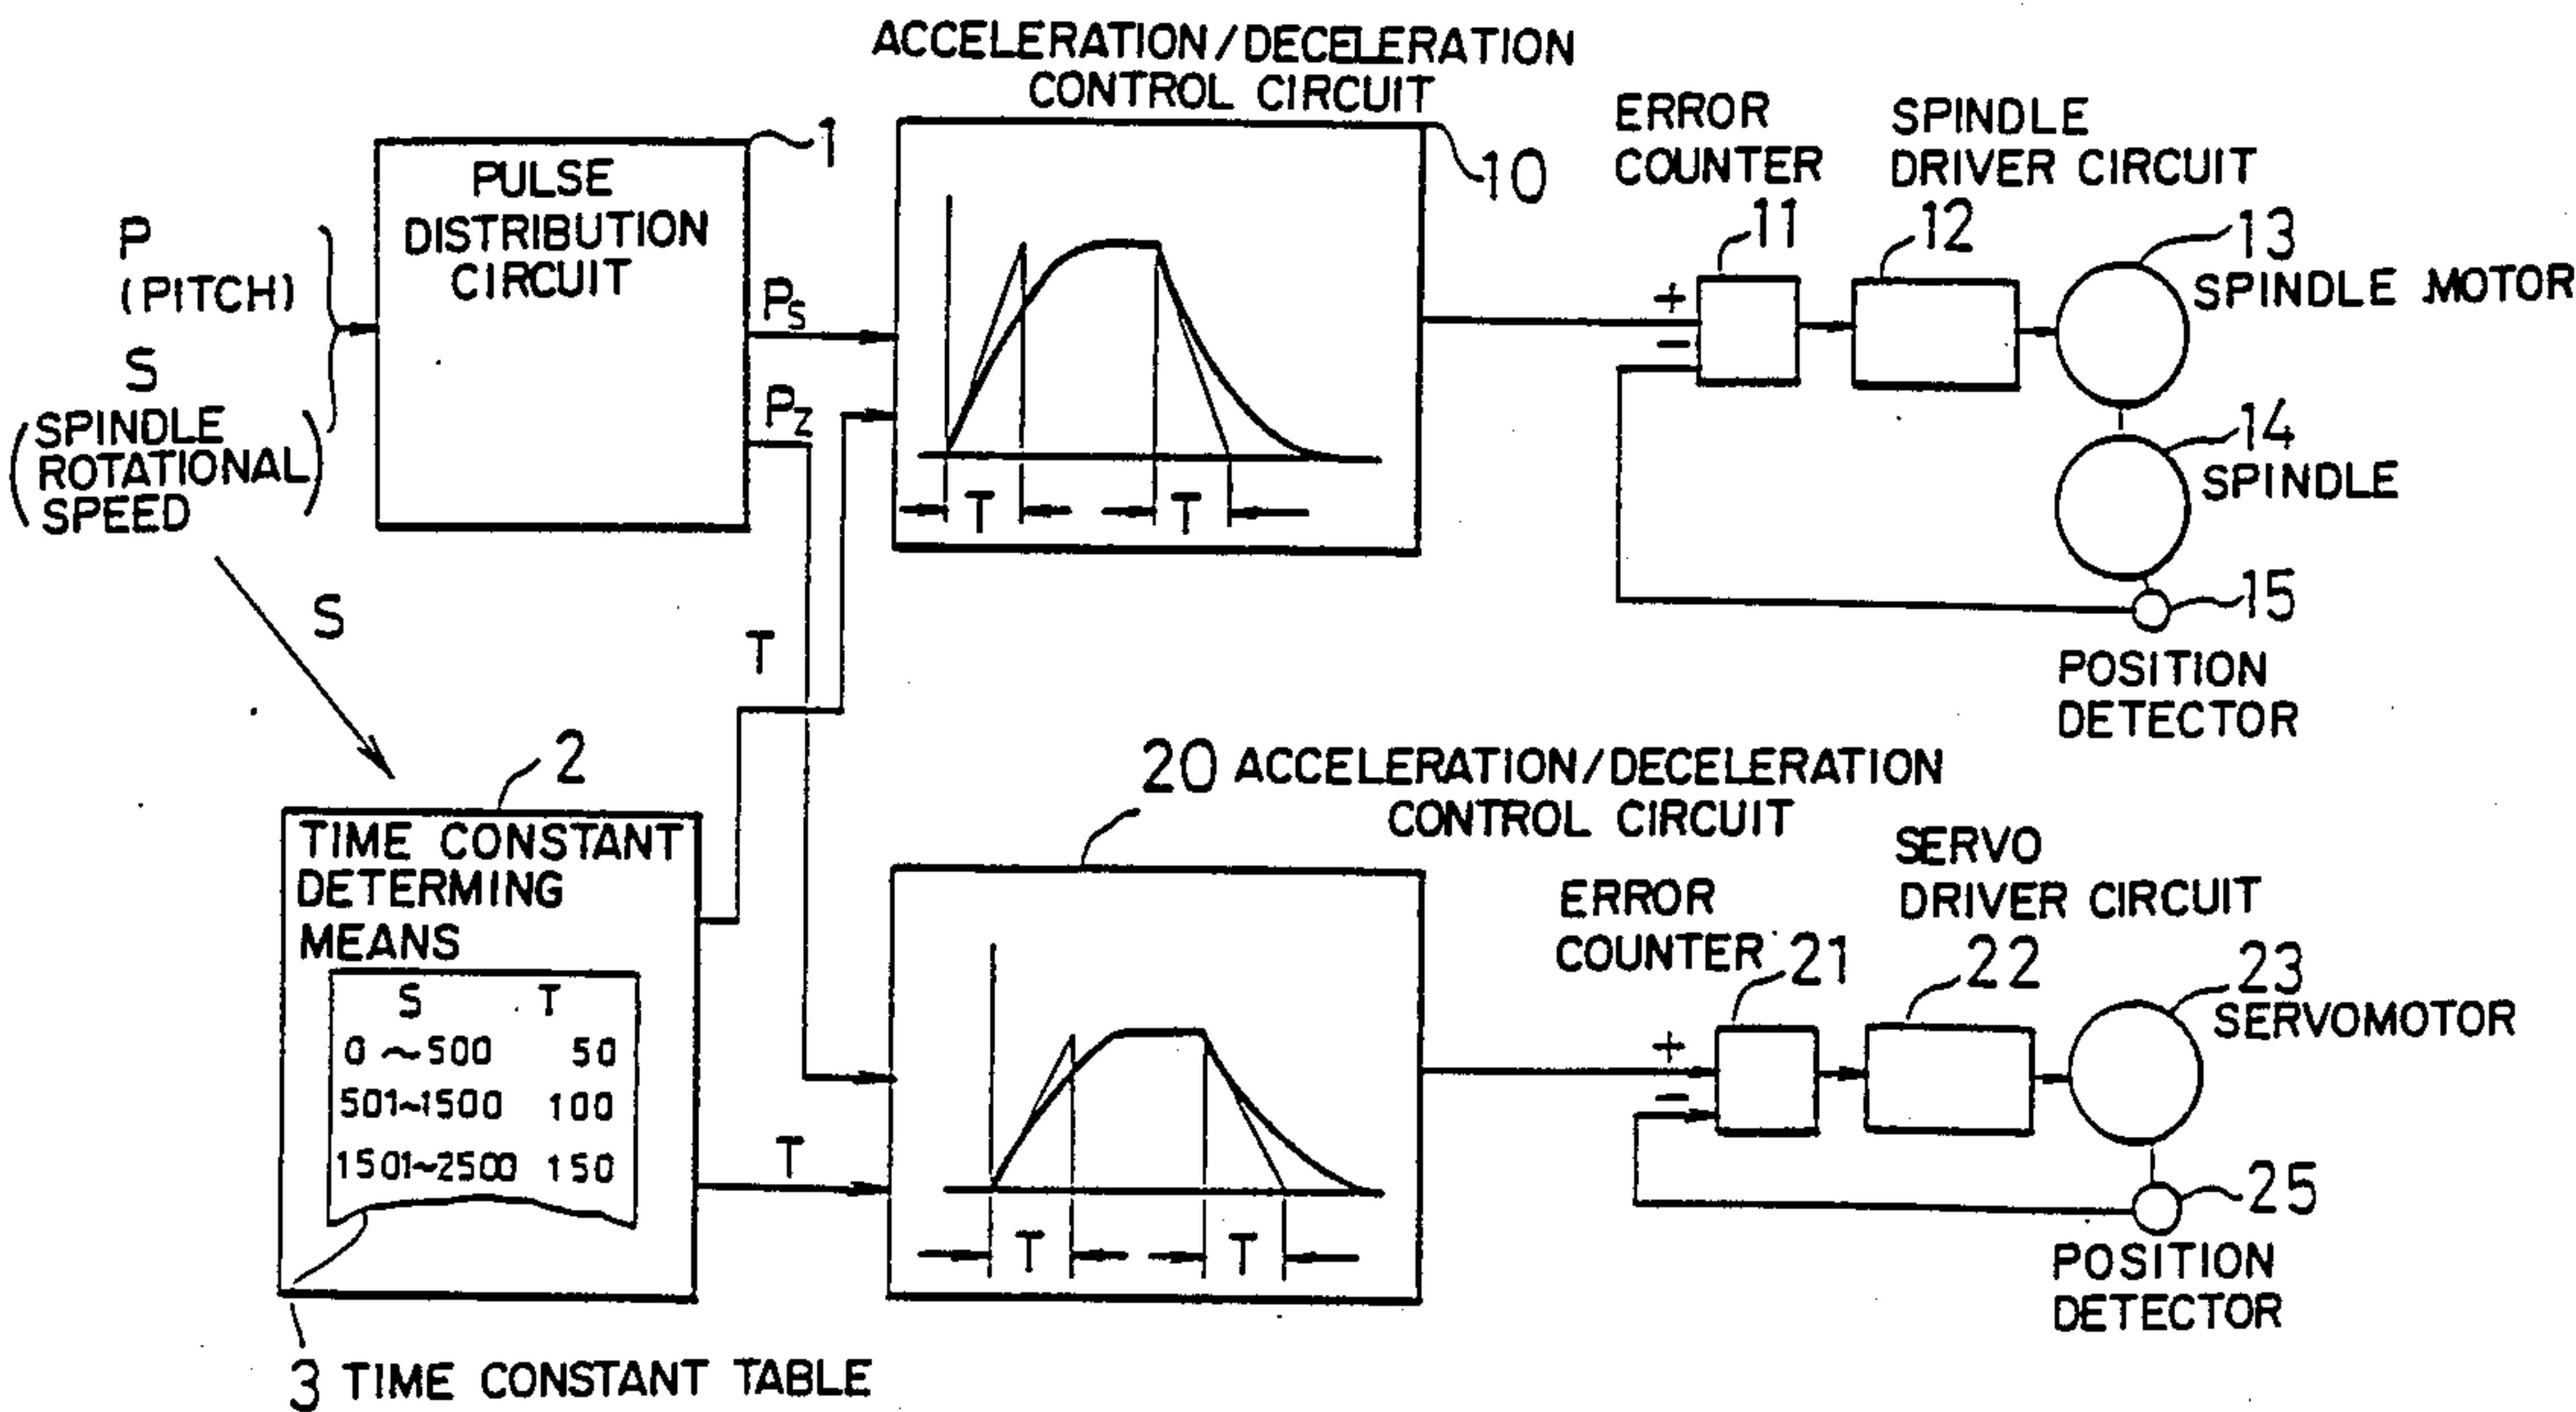 ACCELERATION/DECELERATION
CONTROL CIRCUIT
10
1
PULSE
DISTRIBUTION
CIRCUIT
P
(PITCH)
S
(SPINDLE
ROTATIONAL
SPEED)
PS
PZ
T
T
ERROR
COUNTER
11
+
−
SPINDLE
DRIVER CIRCUIT
12
13
SPINDLE MOTOR
14
SPINDLE
15
POSITION
DETECTOR
S
T
2
TIME CONSTANT
DETERMING
MEANS
S T
0 ~500 50
501~1500 100
1501~2500 150
3 TIME CONSTANT TABLE
T
20 ACCELERATION/DECELERATION
CONTROL CIRCUIT
T
T
ERROR
COUNTER 21
+
−
SERVO
DRIVER CIRCUIT
22
23
SERVOMOTOR
25
POSITION
DETECTOR